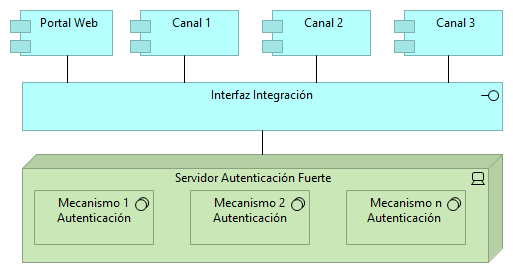 Portal Web
Canal 1
Canal 2
Canal 3
Interfaz Integración
Servidor Autenticación Fuerte
Mecanismo 1
Autenticación
Mecanismo 2
Autenticación
Mecanismo n
Autenticación